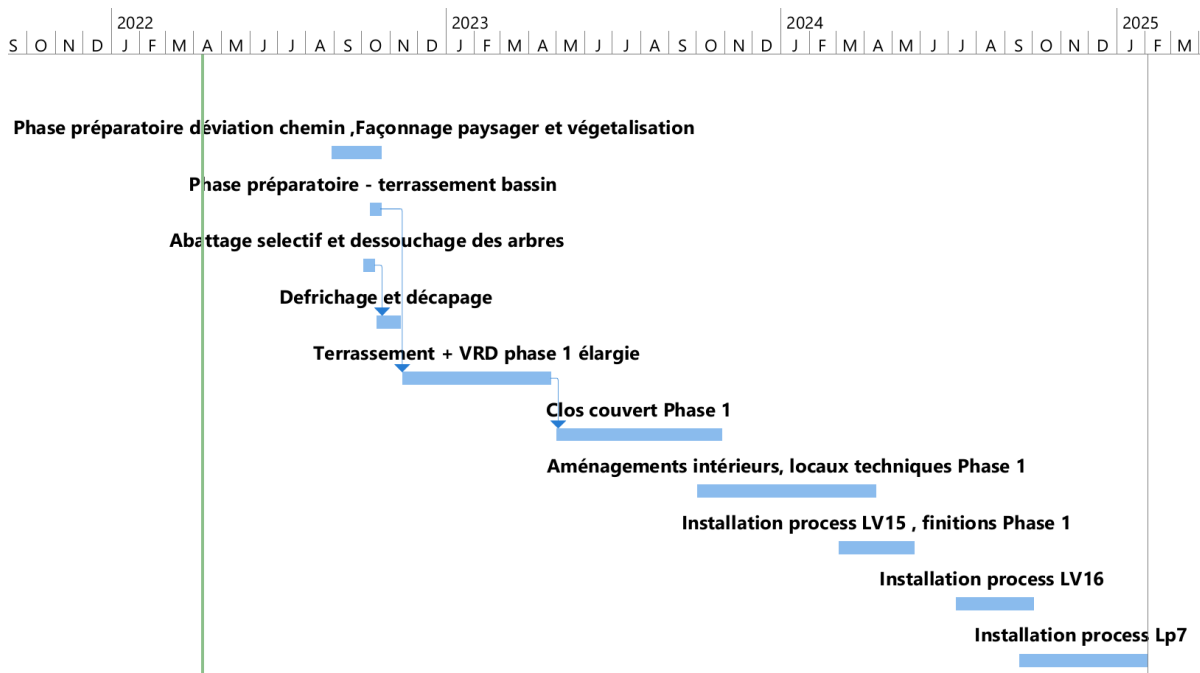 2022 2023 2024 2025
S O N D J F M A M J J A S O N D J F M A M J J A S O N D J F M A M J J A S O N D J F M
Phase préparatoire déviation chemin ,Façonnage paysager et végetalisation
Phase préparatoire - terrassement bassin
Abattage selectif et dessouchage des arbres
Defrichage et décapage
Terrassement + VRD phase 1 élargie
Clos couvert Phase 1
Aménagements intérieurs, locaux techniques Phase 1
Installation process LV15 , finitions Phase 1
Installation process LV16
Installation process Lp7